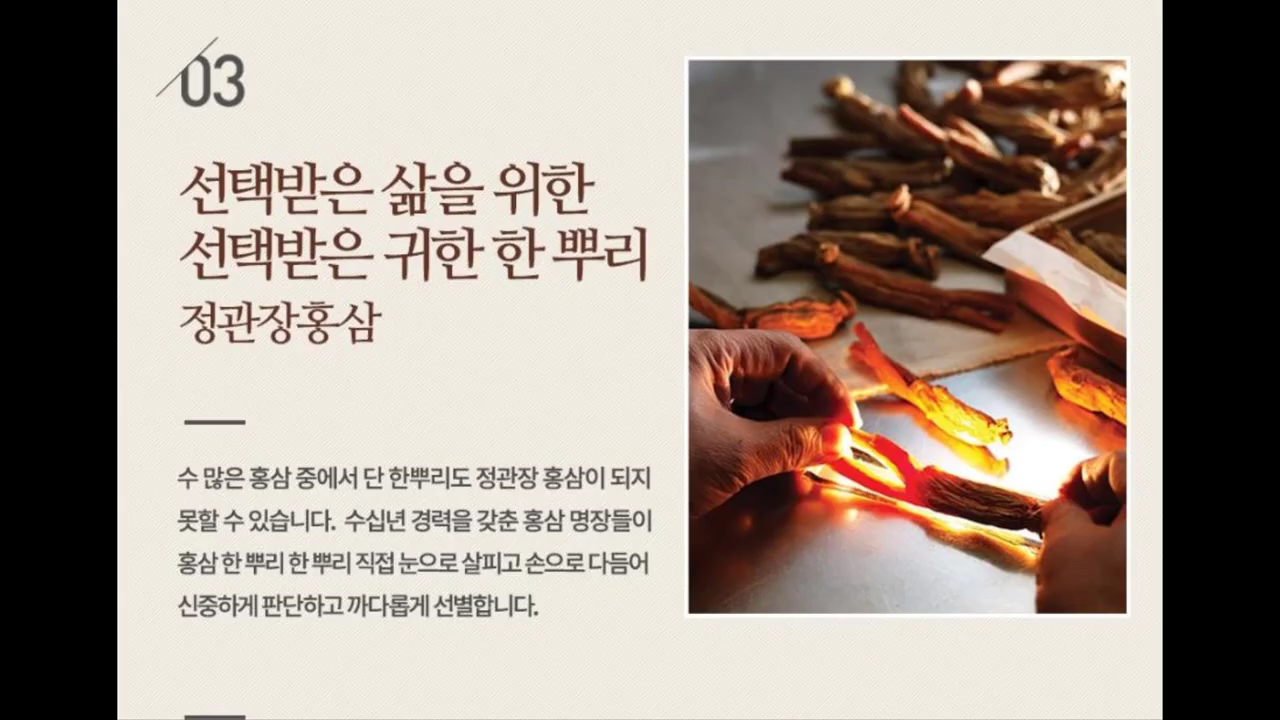 03
선택받은 삶을 위한
선택받은 귀한 한 뿌리
정관장홍삼
수 많은 홍삼 중에서 단 한뿌리도 정관장 홍삼이 되지
못할 수 있습니다. 수십년 경력을 갖춘 홍삼 명장들이
홍삼 한 뿌리 한 뿌리 직접 눈으로 살피고 손으로 다듬어
신중하게 판단하고 까다롭게 선별합니다.